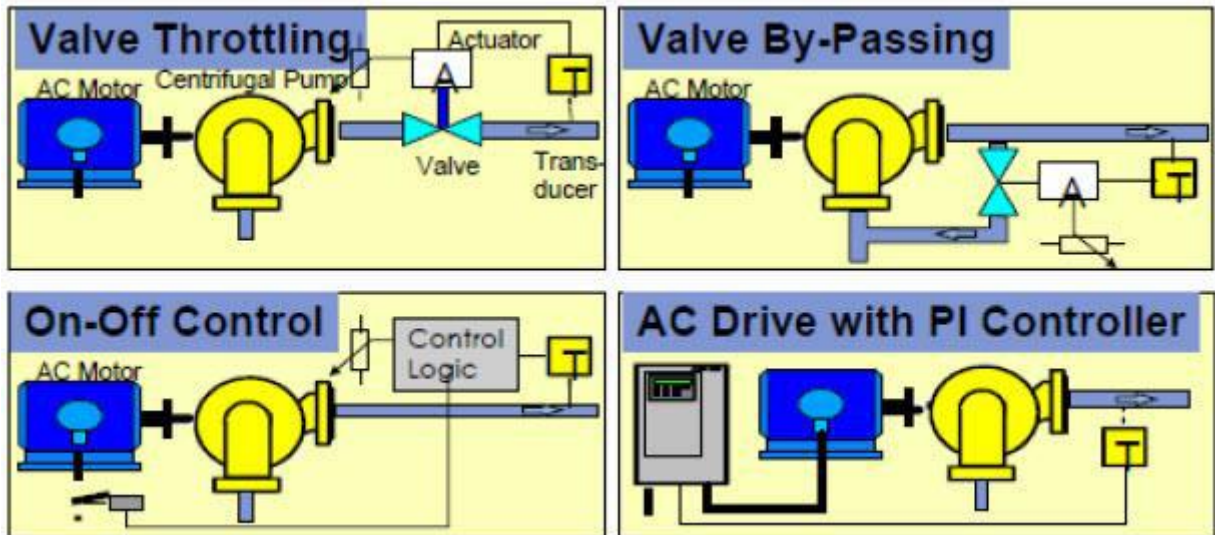 Valve Throttling
Actuator
Centrifugal Pump
AC Motor
A
T
Valve
Trans-
ducer
Valve By-Passing
AC Motor
A
T
On-Off Control
AC Motor
Control
Logic
T
AC Drive with PI Controller
T